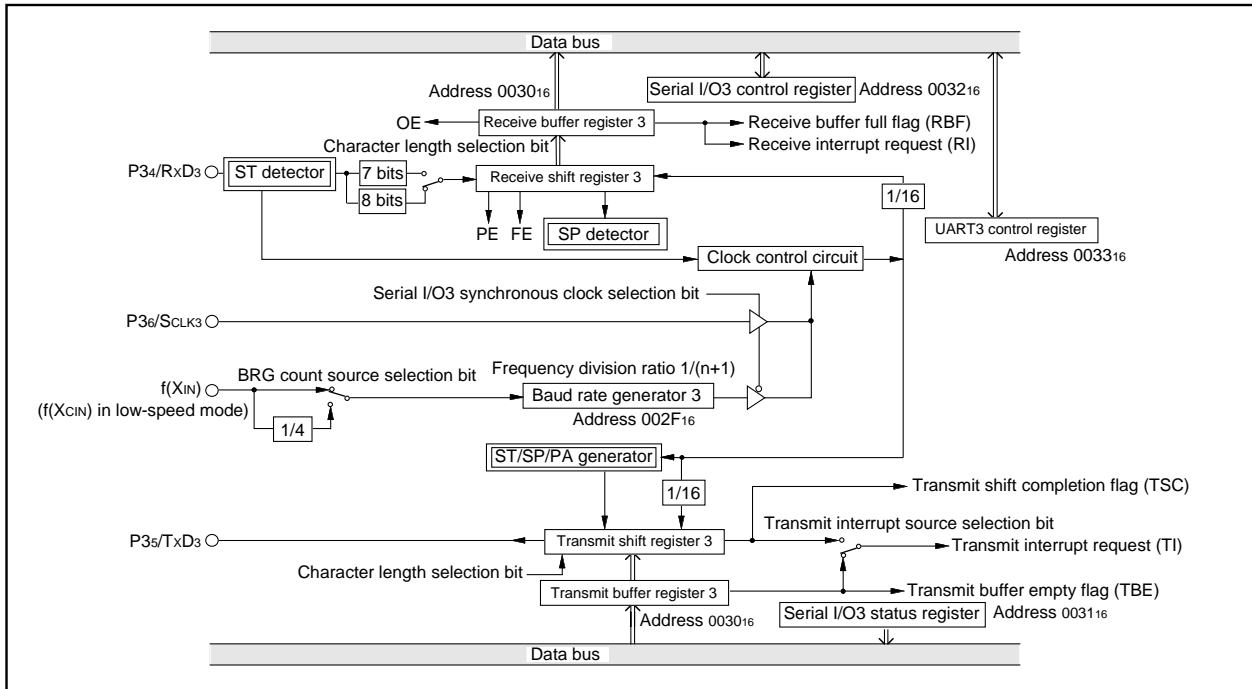 Data bus
Address 003016
Serial I/O3 control register
Address 003216
OE
Receive buffer register 3
Receive buffer full flag (RBF)
Receive interrupt request (RI)
Character length selection bit
P34/RXD3
ST detector
7 bits
8 bits
Receive shift register 3
1/16
PE
FE
SP detector
UART3 control register
Address 003316
Clock control circuit
Serial I/O3 synchronous clock selection bit
P36/SCLK3
BRG count source selection bit
Frequency division ratio 1/(n+1)
f(XIN)
(f(XCIN) in low-speed mode)
Baud rate generator 3
Address 002F16
1/4
ST/SP/PA generator
1/16
Transmit shift completion flag (TSC)
Transmit interrupt source selection bit
P35/TXD3
Transmit shift register 3
Transmit interrupt request (TI)
Character length selection bit
Transmit buffer register 3
Transmit buffer empty flag (TBE)
Address 003016
Serial I/O3 status register
Address 003116
Data bus